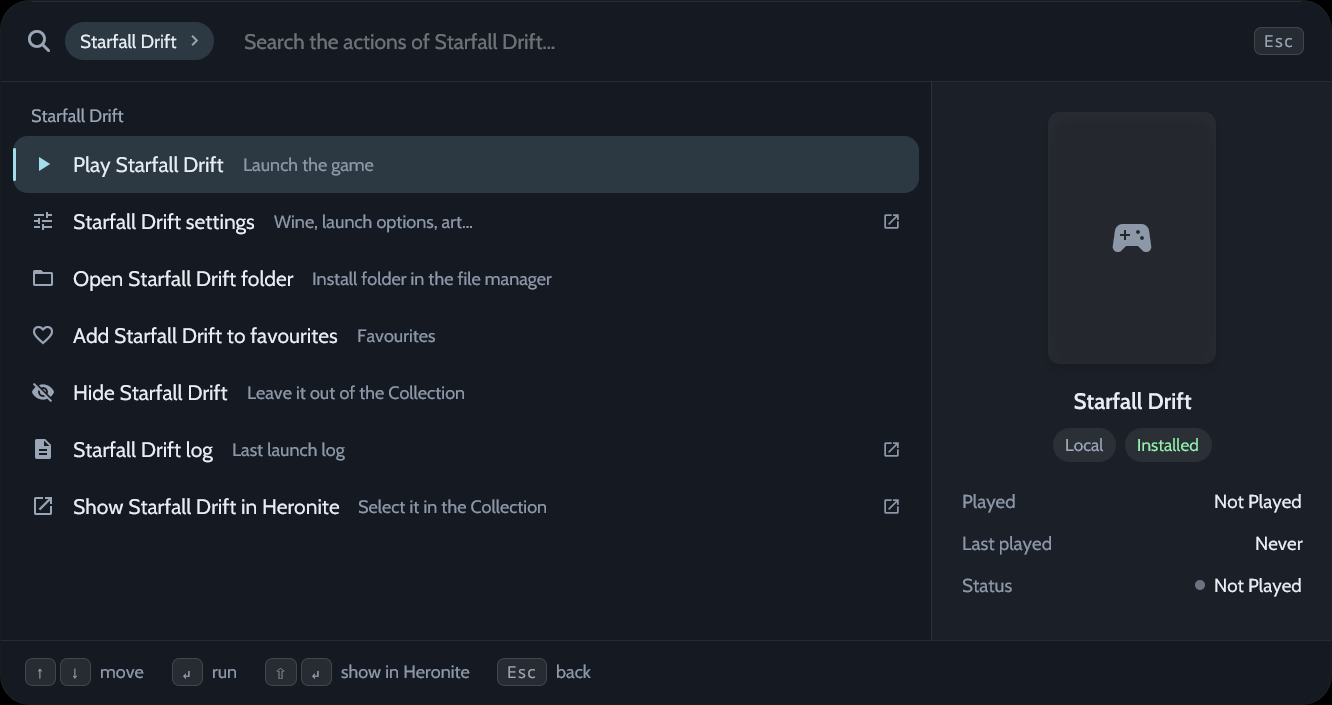 Starfall Drift
Search the actions of Starfall Drift...
Esc
Starfall Drift
Play Starfall Drift Launch the game
Starfall Drift settings Wine, launch options, art...
Open Starfall Drift folder Install folder in the file manager
Add Starfall Drift to favourites Favourites
Hide Starfall Drift Leave it out of the Collection
Starfall Drift log Last launch log
Show Starfall Drift in Heronite Select it in the Collection
Starfall Drift
Local Installed
Played Not Played
Last played Never
Status Not Played
↑ ↓ move ↵ run ⇧ ↵ show in Heronite Esc back